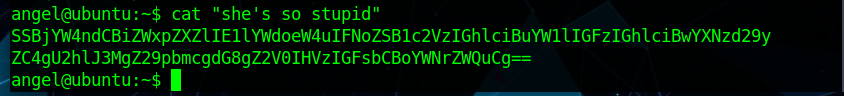 angel@ubuntu:~$ cat "she's so stupid"
SSBjYW4ndCBiZWxpZXZlIE1lYWdoeW4uIFNoZSB1c2VzIGhlciBuYW1lIGFzIGhlciBwYXNzd29y
ZC4gU2hlJ3MgZ29pbmcgdG8gZ2V0IHVzIGFsbCBoYWNrZWQuCg==
angel@ubuntu:~$